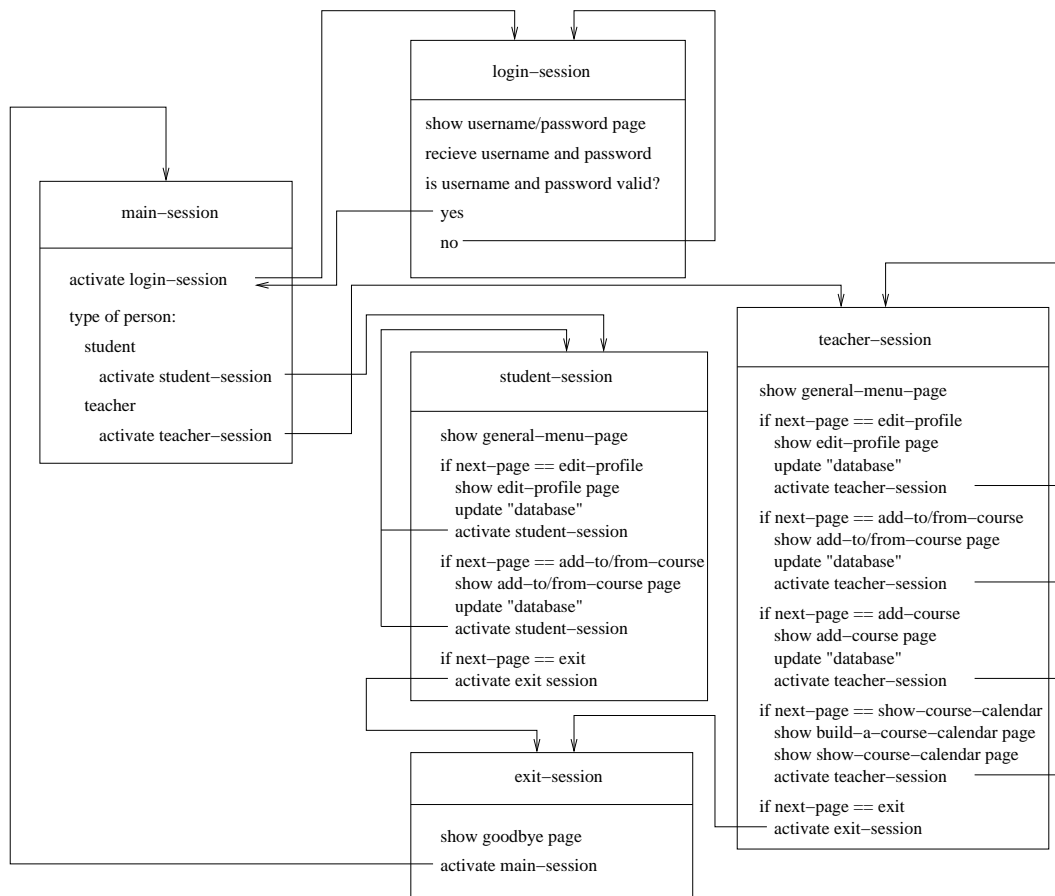 login−session
show username/password page
recieve username and password
is username and password valid?
yes
no
main−session
activate login−session
type of person:
student
activate student−session
teacher
activate teacher−session
student−session
show general−menu−page
if next−page == edit−profile
show edit−profile page
update "database"
activate student−session
if next−page == add−to/from−course
show add−to/from−course page
update "database"
activate student−session
if next−page == exit
activate exit session
teacher−session
show general−menu−page
if next−page == edit−profile
show edit−profile page
update "database"
activate teacher−session
if next−page == add−to/from−course
show add−to/from−course page
update "database"
activate teacher−session
if next−page == add−course
show add−course page
update "database"
activate teacher−session
if next−page == show−course−calendar
show build−a−course−calendar page
show show−course−calendar page
activate teacher−session
if next−page == exit
activate exit−session
exit−session
show goodbye page
activate main−session